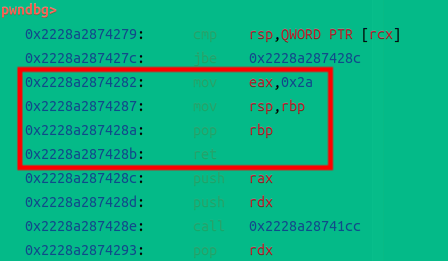 pwndbg>
0x2228a2874279: cmp rsp,QWORD PTR [rcx]
0x2228a287427c: jbe 0x2228a287428c
0x2228a2874282: mov eax,0x2a
0x2228a2874287: mov rsp,rbp
0x2228a287428a: pop rbp
0x2228a287428b: ret
0x2228a287428c: push rax
0x2228a287428d: push rdx
0x2228a287428e: call 0x2228a28741cc
0x2228a2874293: pop rdx